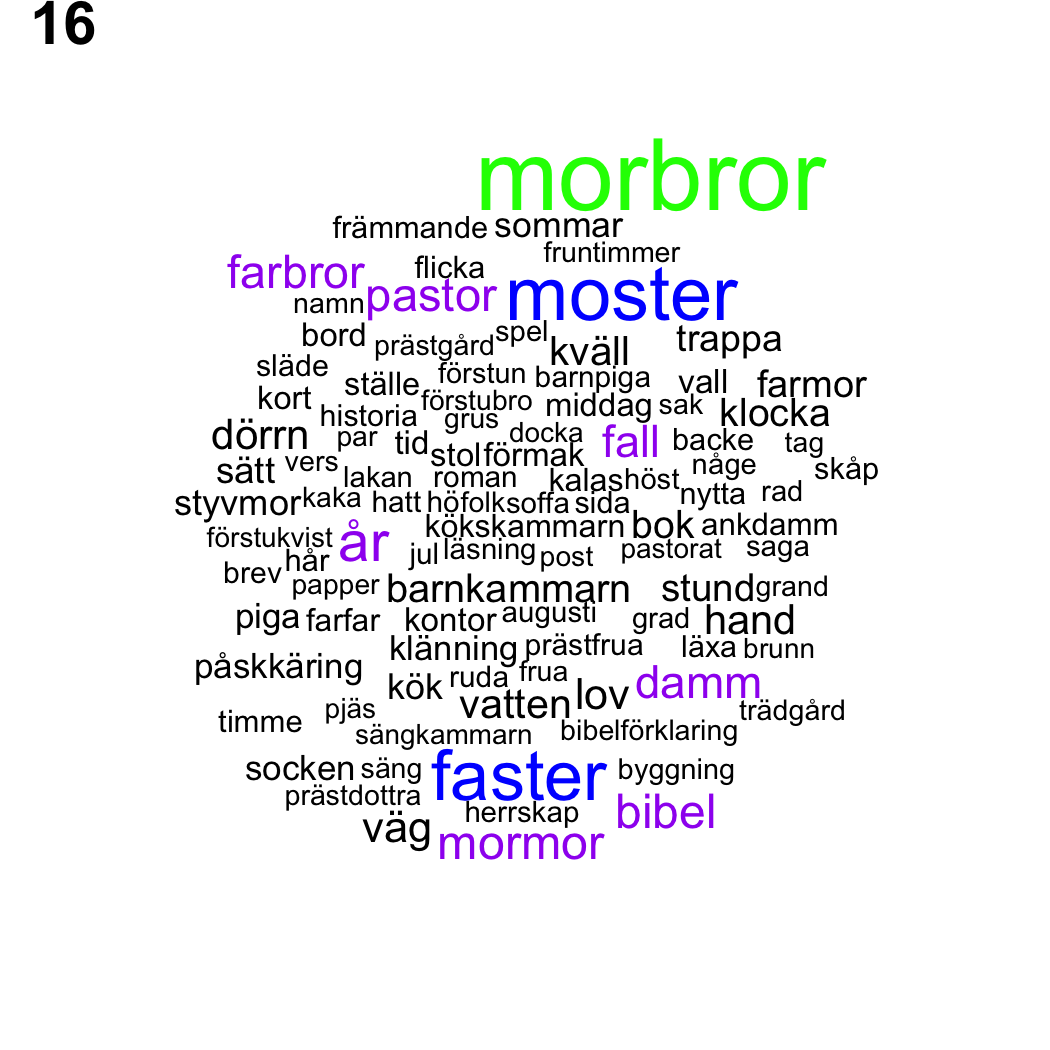 16
morbror
främmande sommar
fruntimmer
farbror flicka
namn pastor moster
bord prästgård spel kväll trappa
släde ställe förstun barnpiga vall farmor
kort historia förstubro middag sak klocka
dörrn par tid grus docka fall backe tag
sätt vers stol förmak någe skåp
lakan roman kalas höst
styvmor kaka hatt höfolksoffa sida nytta rad
förstukvist år kökskammarn bok ankdamm
hår jul läsning post pastorat saga
brev papper barnkammarn stund grand
piga farfar kontor augusti grad hand
klänning prästfrua läxa brunn
påskkäring kök ruda frua damm
timme pjäs vatten lov trädgård
sängkammarn bibelförklaring
socken säng faster byggning
prästdottra herrskap bibel
väg mormor